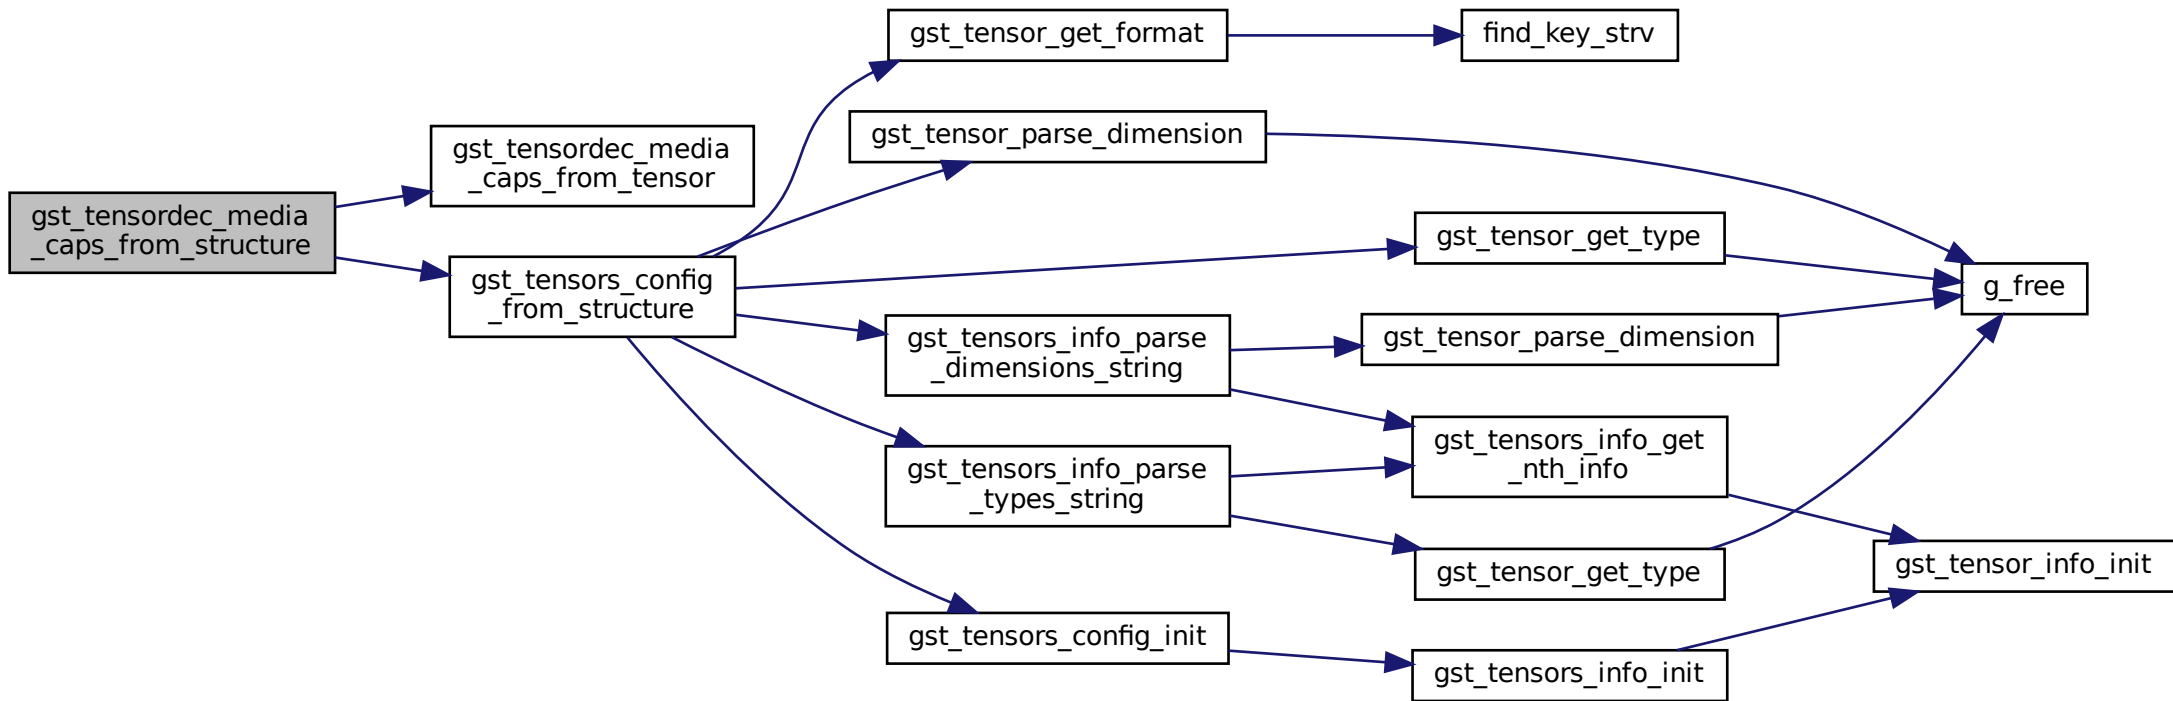 gst_tensordec_media
_caps_from_structure
gst_tensordec_media
_caps_from_tensor
gst_tensors_config
_from_structure
gst_tensor_get_format
find_key_strv
gst_tensor_parse_dimension
gst_tensor_get_type
g_free
gst_tensors_info_parse
_dimensions_string
gst_tensor_parse_dimension
gst_tensors_info_get
_nth_info
gst_tensors_info_parse
_types_string
gst_tensor_get_type
gst_tensor_info_init
gst_tensors_config_init
gst_tensors_info_init